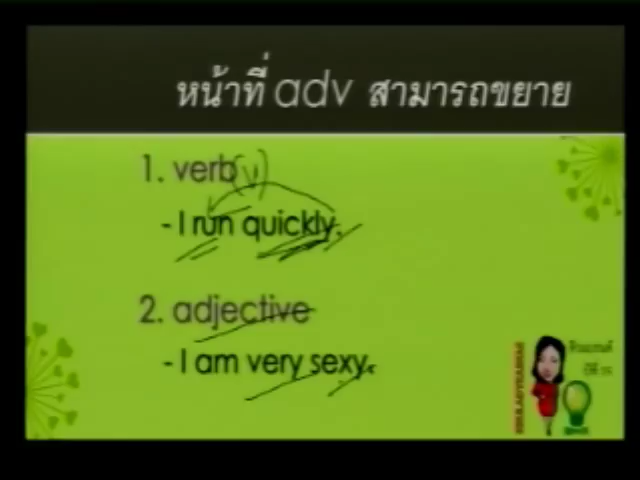 หน้าที่ adv สามารถขยาย
1. verb (v)
- I run quickly.
2. adjective
- I am very sexy.